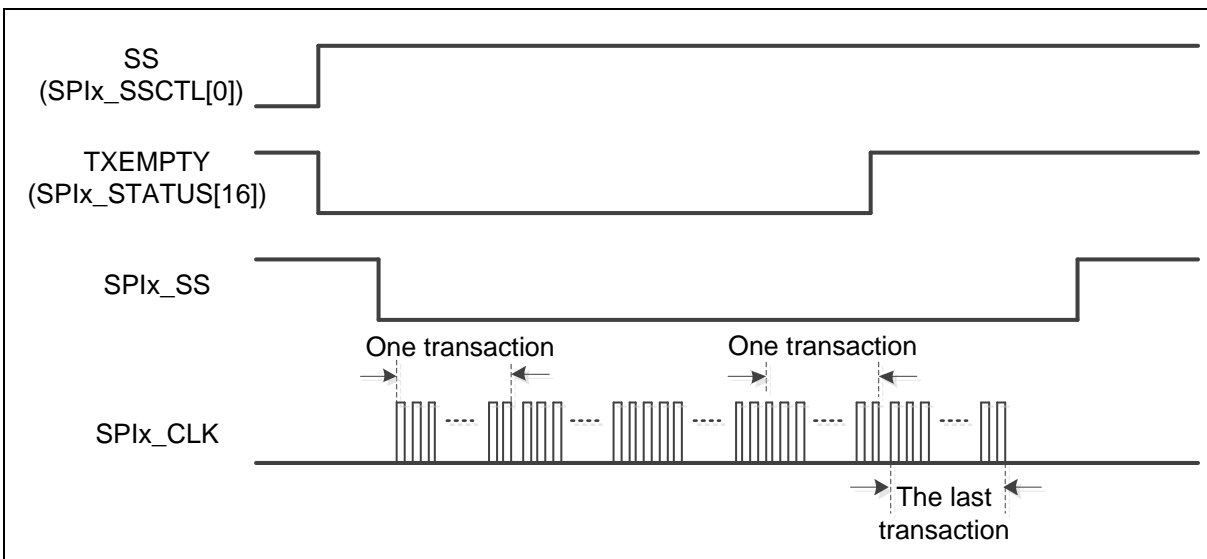 SS
(SPIx_SSCTL[0])
TXEMPTY
(SPIx_STATUS[16])
SPIx_SS
One transaction
One transaction
SPIx_CLK
The last
transaction